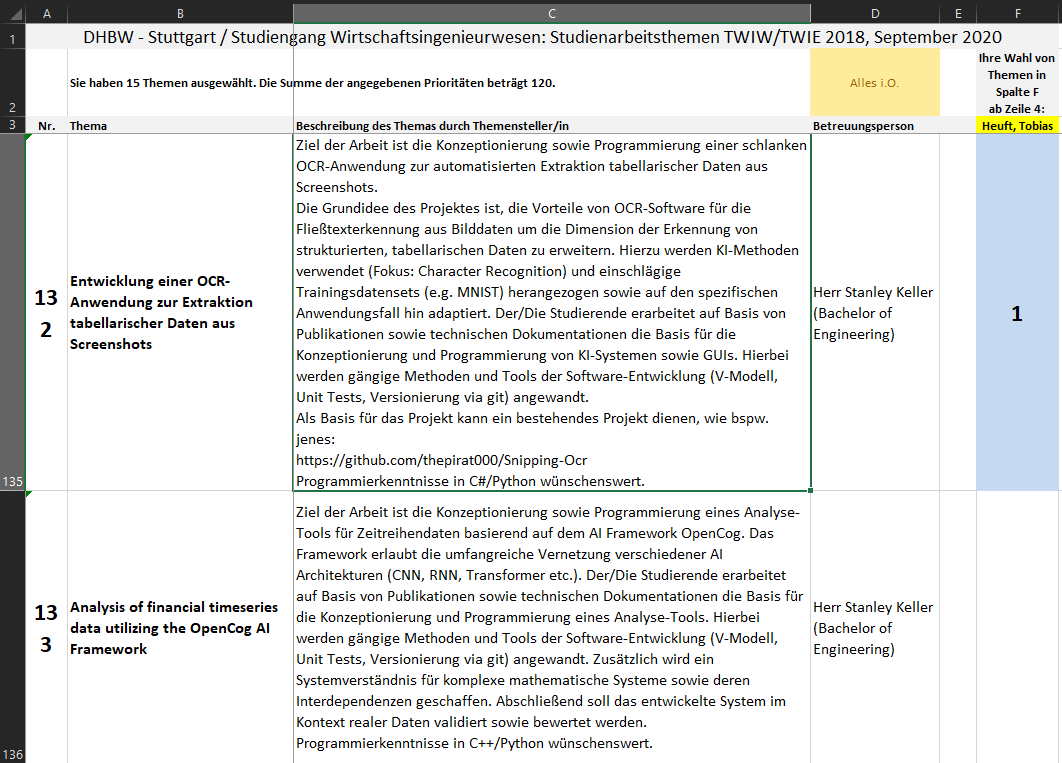 A B C D E F
1 DHBW - Stuttgart / Studiengang Wirtschaftsingenieurwesen: Studienarbeitsthemen TWIW/TWIE 2018, September 2020
2 Sie haben 15 Themen ausgewählt. Die Summe der angegebenen Prioritäten beträgt 120.
Alles i.O.
Ihre Wahl von
Themen in
Spalte F
ab Zeile 4:
3 Nr. Thema Beschreibung des Themas durch Themensteller/in Betreuungsperson Heuft, Tobias
135
13
2
Entwicklung einer OCR-
Anwendung zur Extraktion
tabellarischer Daten aus
Screenshots
Ziel der Arbeit ist die Konzeptionierung sowie Programmierung einer schlanken
OCR-Anwendung zur automatisierten Extraktion tabellarischer Daten aus
Screenshots.
Die Grundidee des Projektes ist, die Vorteile von OCR-Software für die
Fließtexterkennung aus Bilddaten um die Dimension der Erkennung von
strukturierten, tabellarischen Daten zu erweitern. Hierzu werden KI-Methoden
verwendet (Fokus: Character Recognition) und einschlägige
Trainingsdatensets (e.g. MNIST) herangezogen sowie auf den spezifischen
Anwendungsfall hin adaptiert. Der/Die Studierende erarbeitet auf Basis von
Publikationen sowie technischen Dokumentationen die Basis für die
Konzeptionierung und Programmierung von KI-Systemen sowie GUIs. Hierbei
werden gängige Methoden und Tools der Software-Entwicklung (V-Modell,
Unit Tests, Versionierung via git) angewandt.
Als Basis für das Projekt kann ein bestehendes Projekt dienen, wie bspw.
jenes:
https://github.com/thepirat000/Snipping-Ocr
Programmierkenntnisse in C#/Python wünschenswert.
Herr Stanley Keller
(Bachelor of
Engineering)
1
136
13
3
Analysis of financial timeseries
data utilizing the OpenCog AI
Framework
Ziel der Arbeit ist die Konzeptionierung sowie Programmierung eines Analyse-
Tools für Zeitreihendaten basierend auf dem AI Framework OpenCog. Das
Framework erlaubt die umfangreiche Vernetzung verschiedener AI
Architekturen (CNN, RNN, Transformer etc.). Der/Die Studierende erarbeitet
auf Basis von Publikationen sowie technischen Dokumentationen die Basis für
die Konzeptionierung und Programmierung eines Analyse-Tools. Hierbei
werden gängige Methoden und Tools der Software-Entwicklung (V-Modell,
Unit Tests, Versionierung via git) angewandt. Zusätzlich wird ein
Systemverständnis für komplexe mathematische Systeme sowie deren
Interdependenzen geschaffen. Abschließend soll das entwickelte System im
Kontext realer Daten validiert sowie bewertet werden.
Programmierkenntnisse in C++/Python wünschenswert.
Herr Stanley Keller
(Bachelor of
Engineering)